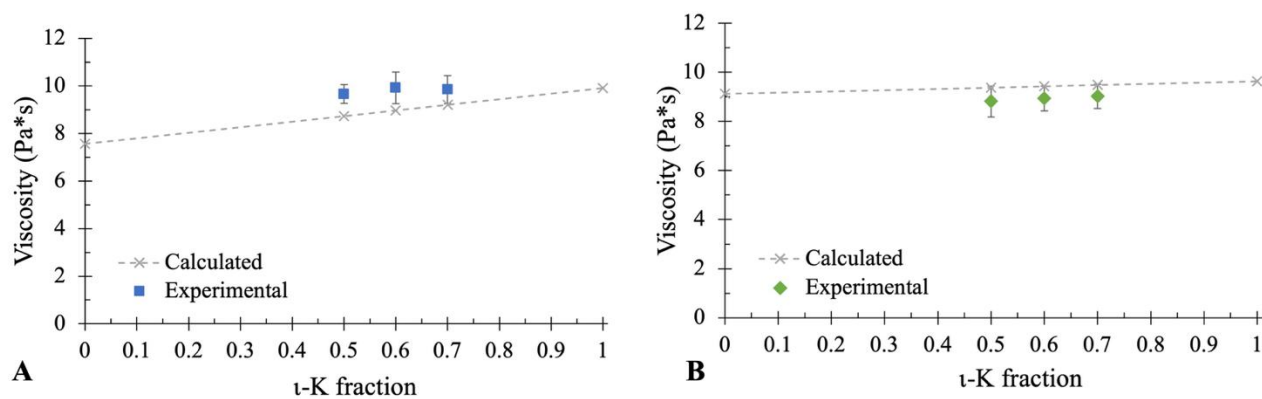 12
10
8
6
4
2
0
Viscosity (Pa*s)
Calculated
Experimental
0 0.1 0.2 0.3 0.4 0.5 0.6 0.7 0.8 0.9 1
ι-K fraction
A
12
10
8
6
4
2
0
Viscosity (Pa*s)
Calculated
Experimental
0 0.1 0.2 0.3 0.4 0.5 0.6 0.7 0.8 0.9 1
ι-K fraction
B